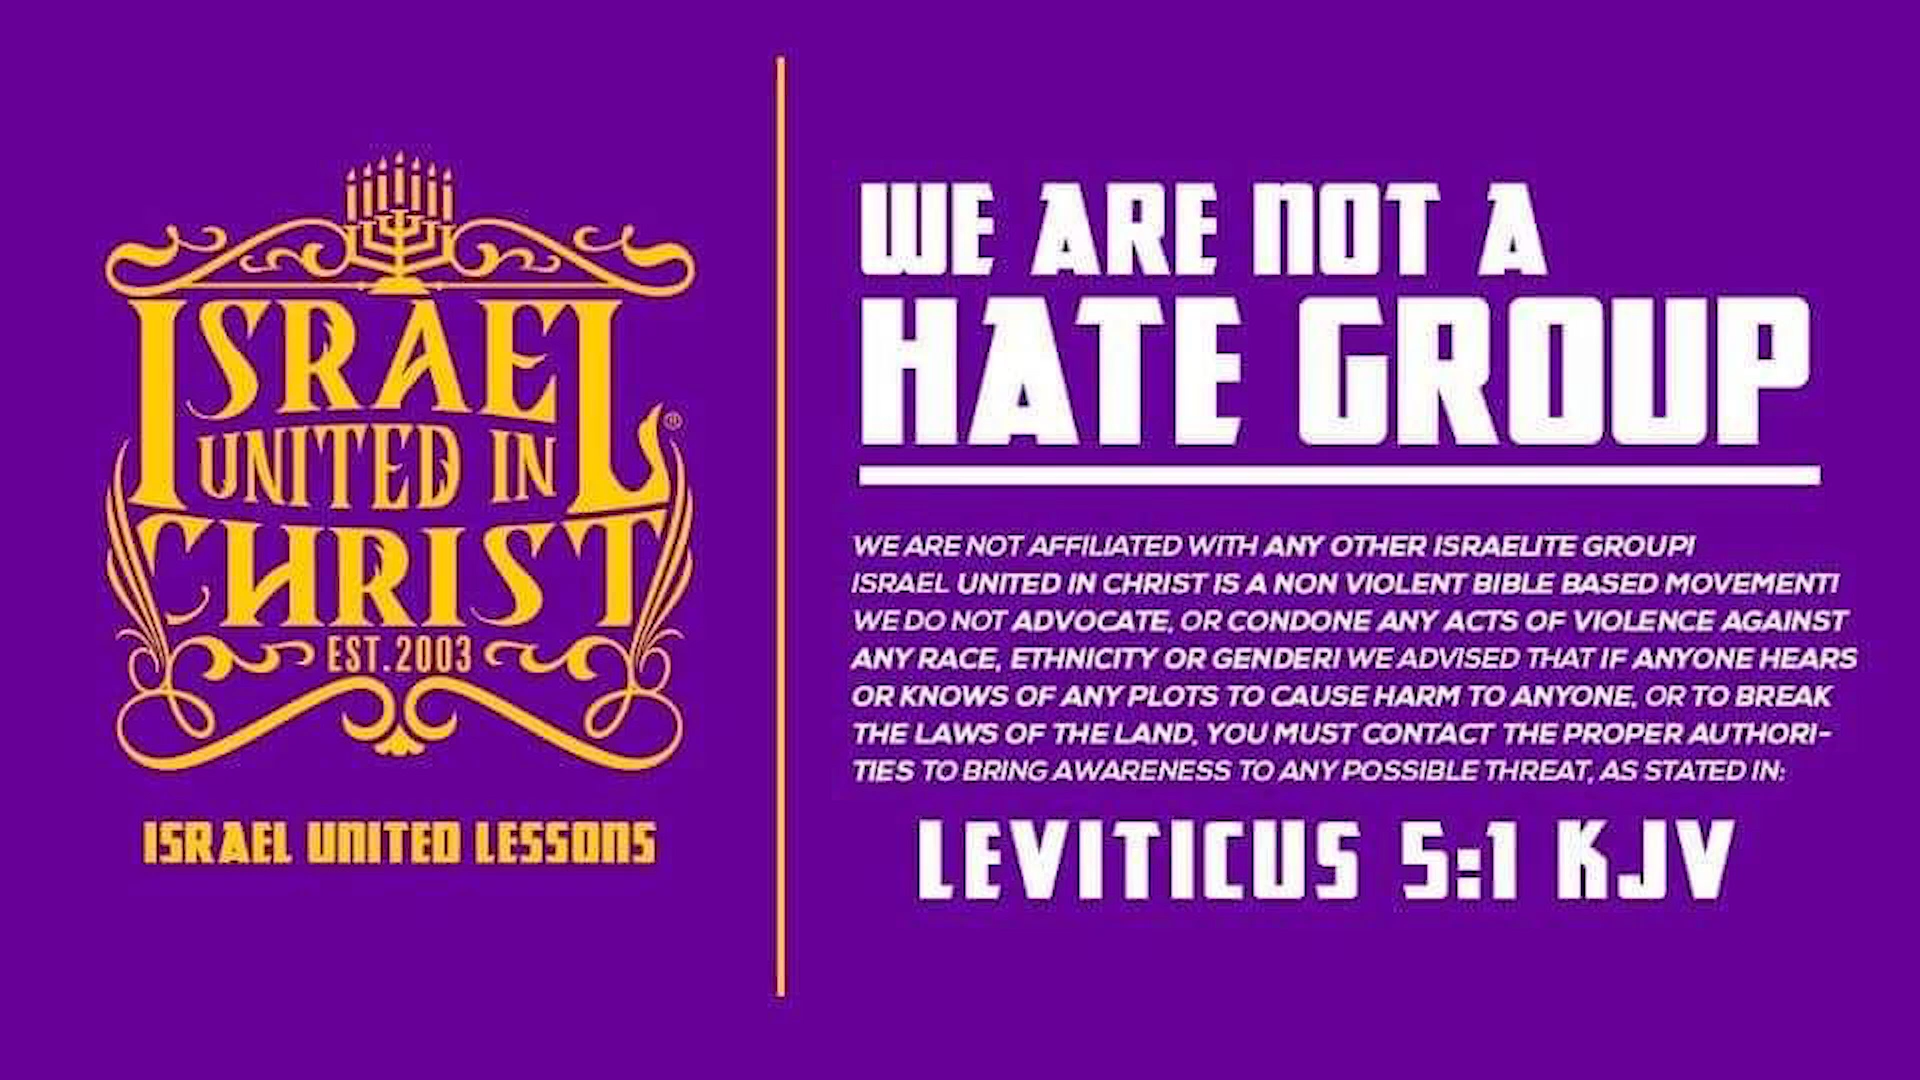 ISRAEL
UNITED IN
CHRIST
®
EST.2003
ISRAEL UNITED LESSONS
WE ARE NOT A
HATE GROUP
WE ARE NOT AFFILIATED WITH ANY OTHER ISRAELITE GROUP!
ISRAEL UNITED IN CHRIST IS A NON VIOLENT BIBLE BASED MOVEMENT!
WE DO NOT ADVOCATE, OR CONDONE ANY ACTS OF VIOLENCE AGAINST
ANY RACE, ETHNICITY OR GENDER! WE ADVISED THAT IF ANYONE HEARS
OR KNOWS OF ANY PLOTS TO CAUSE HARM TO ANYONE, OR TO BREAK
THE LAWS OF THE LAND, YOU MUST CONTACT THE PROPER AUTHORI-
TIES TO BRING AWARENESS TO ANY POSSIBLE THREAT, AS STATED IN:
LEVITICUS 5:1 KJV